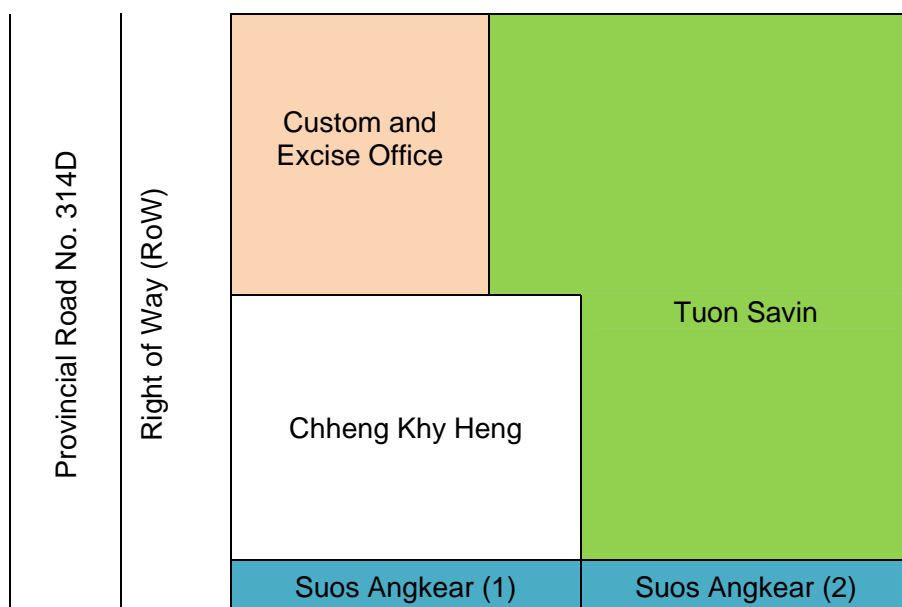 Provincial Road No. 314D
Right of Way (RoW)
Custom and
Excise Office
Tuon Savin
Chheng Khy Heng
Suos Angkear (1)
Suos Angkear (2)